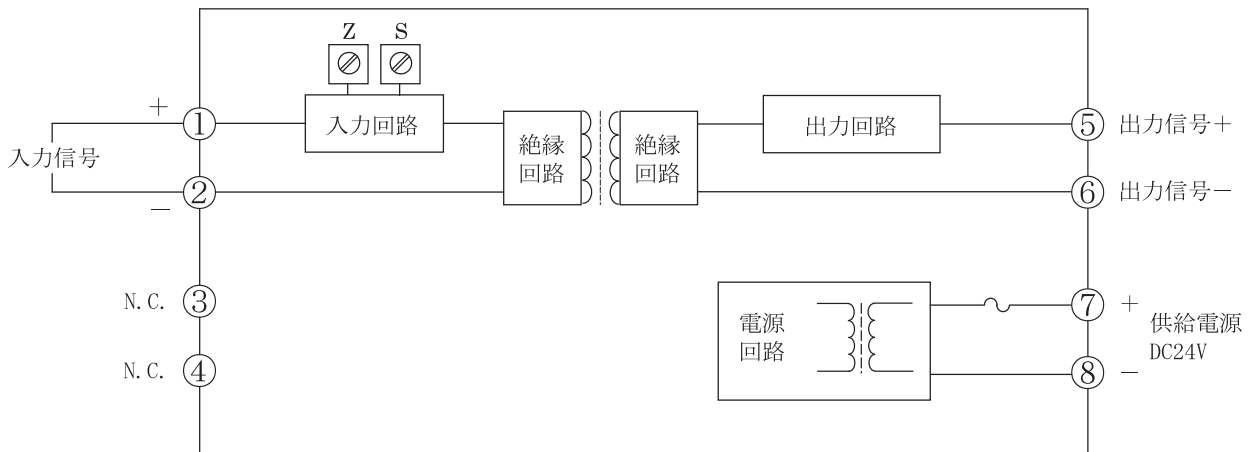 Z S
+
① 入力回路 絶縁回路 絶縁回路 出力回路 ⑤ 出力信号+
入力信号
② ⑥ 出力信号-
-
N.C. ③
電源回路
⑦ +
供給電源
DC24V
N.C. ④
⑧ -